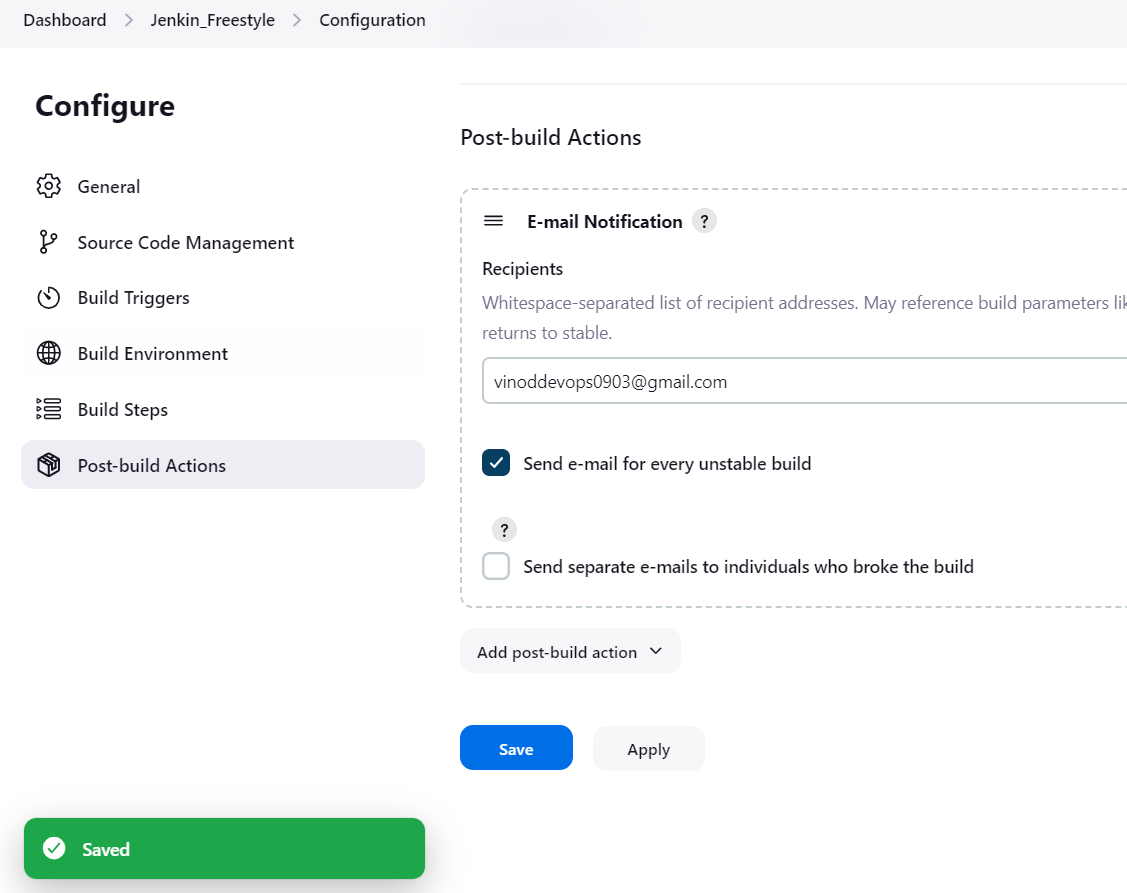 Dashboard > Jenkin_Freestyle > Configuration
Configure
General
Source Code Management
Build Triggers
Build Environment
Build Steps
Post-build Actions
Post-build Actions
E-mail Notification ?
Recipients
Whitespace-separated list of recipient addresses. May reference build parameters
returns to stable.
vinoddevops0903@gmail.com
Send e-mail for every unstable build
?
Send separate e-mails to individuals who broke the build
Add post-build action
Save
Apply
Saved